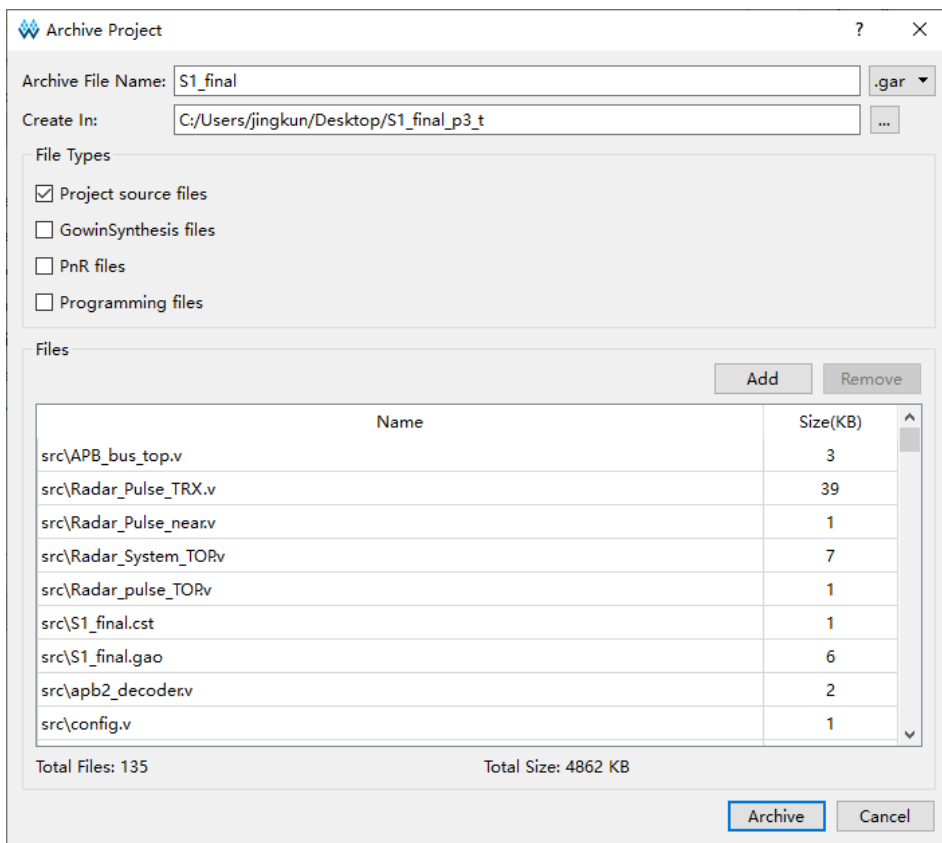 Archive Project ?
Archive File Name: S1_final .gar
Create In: C:/Users/jingkun/Desktop/S1_final_p3_t ...
File Types
Project source files
GowinSynthesis files
PnR files
Programming files
Files
Add Remove
Name Size(KB)
src\APB_bus_top.v 3
src\Radar_Pulse_TRX.v 39
src\Radar_Pulse_near.v 1
src\Radar_System_TOP.v 7
src\Radar_pulse_TOP.v 1
src\S1_final.cst 1
src\S1_final.gao 6
src\apb2_decoder.v 2
src\config.v 1
Total Files: 135 Total Size: 4862 KB
Archive Cancel